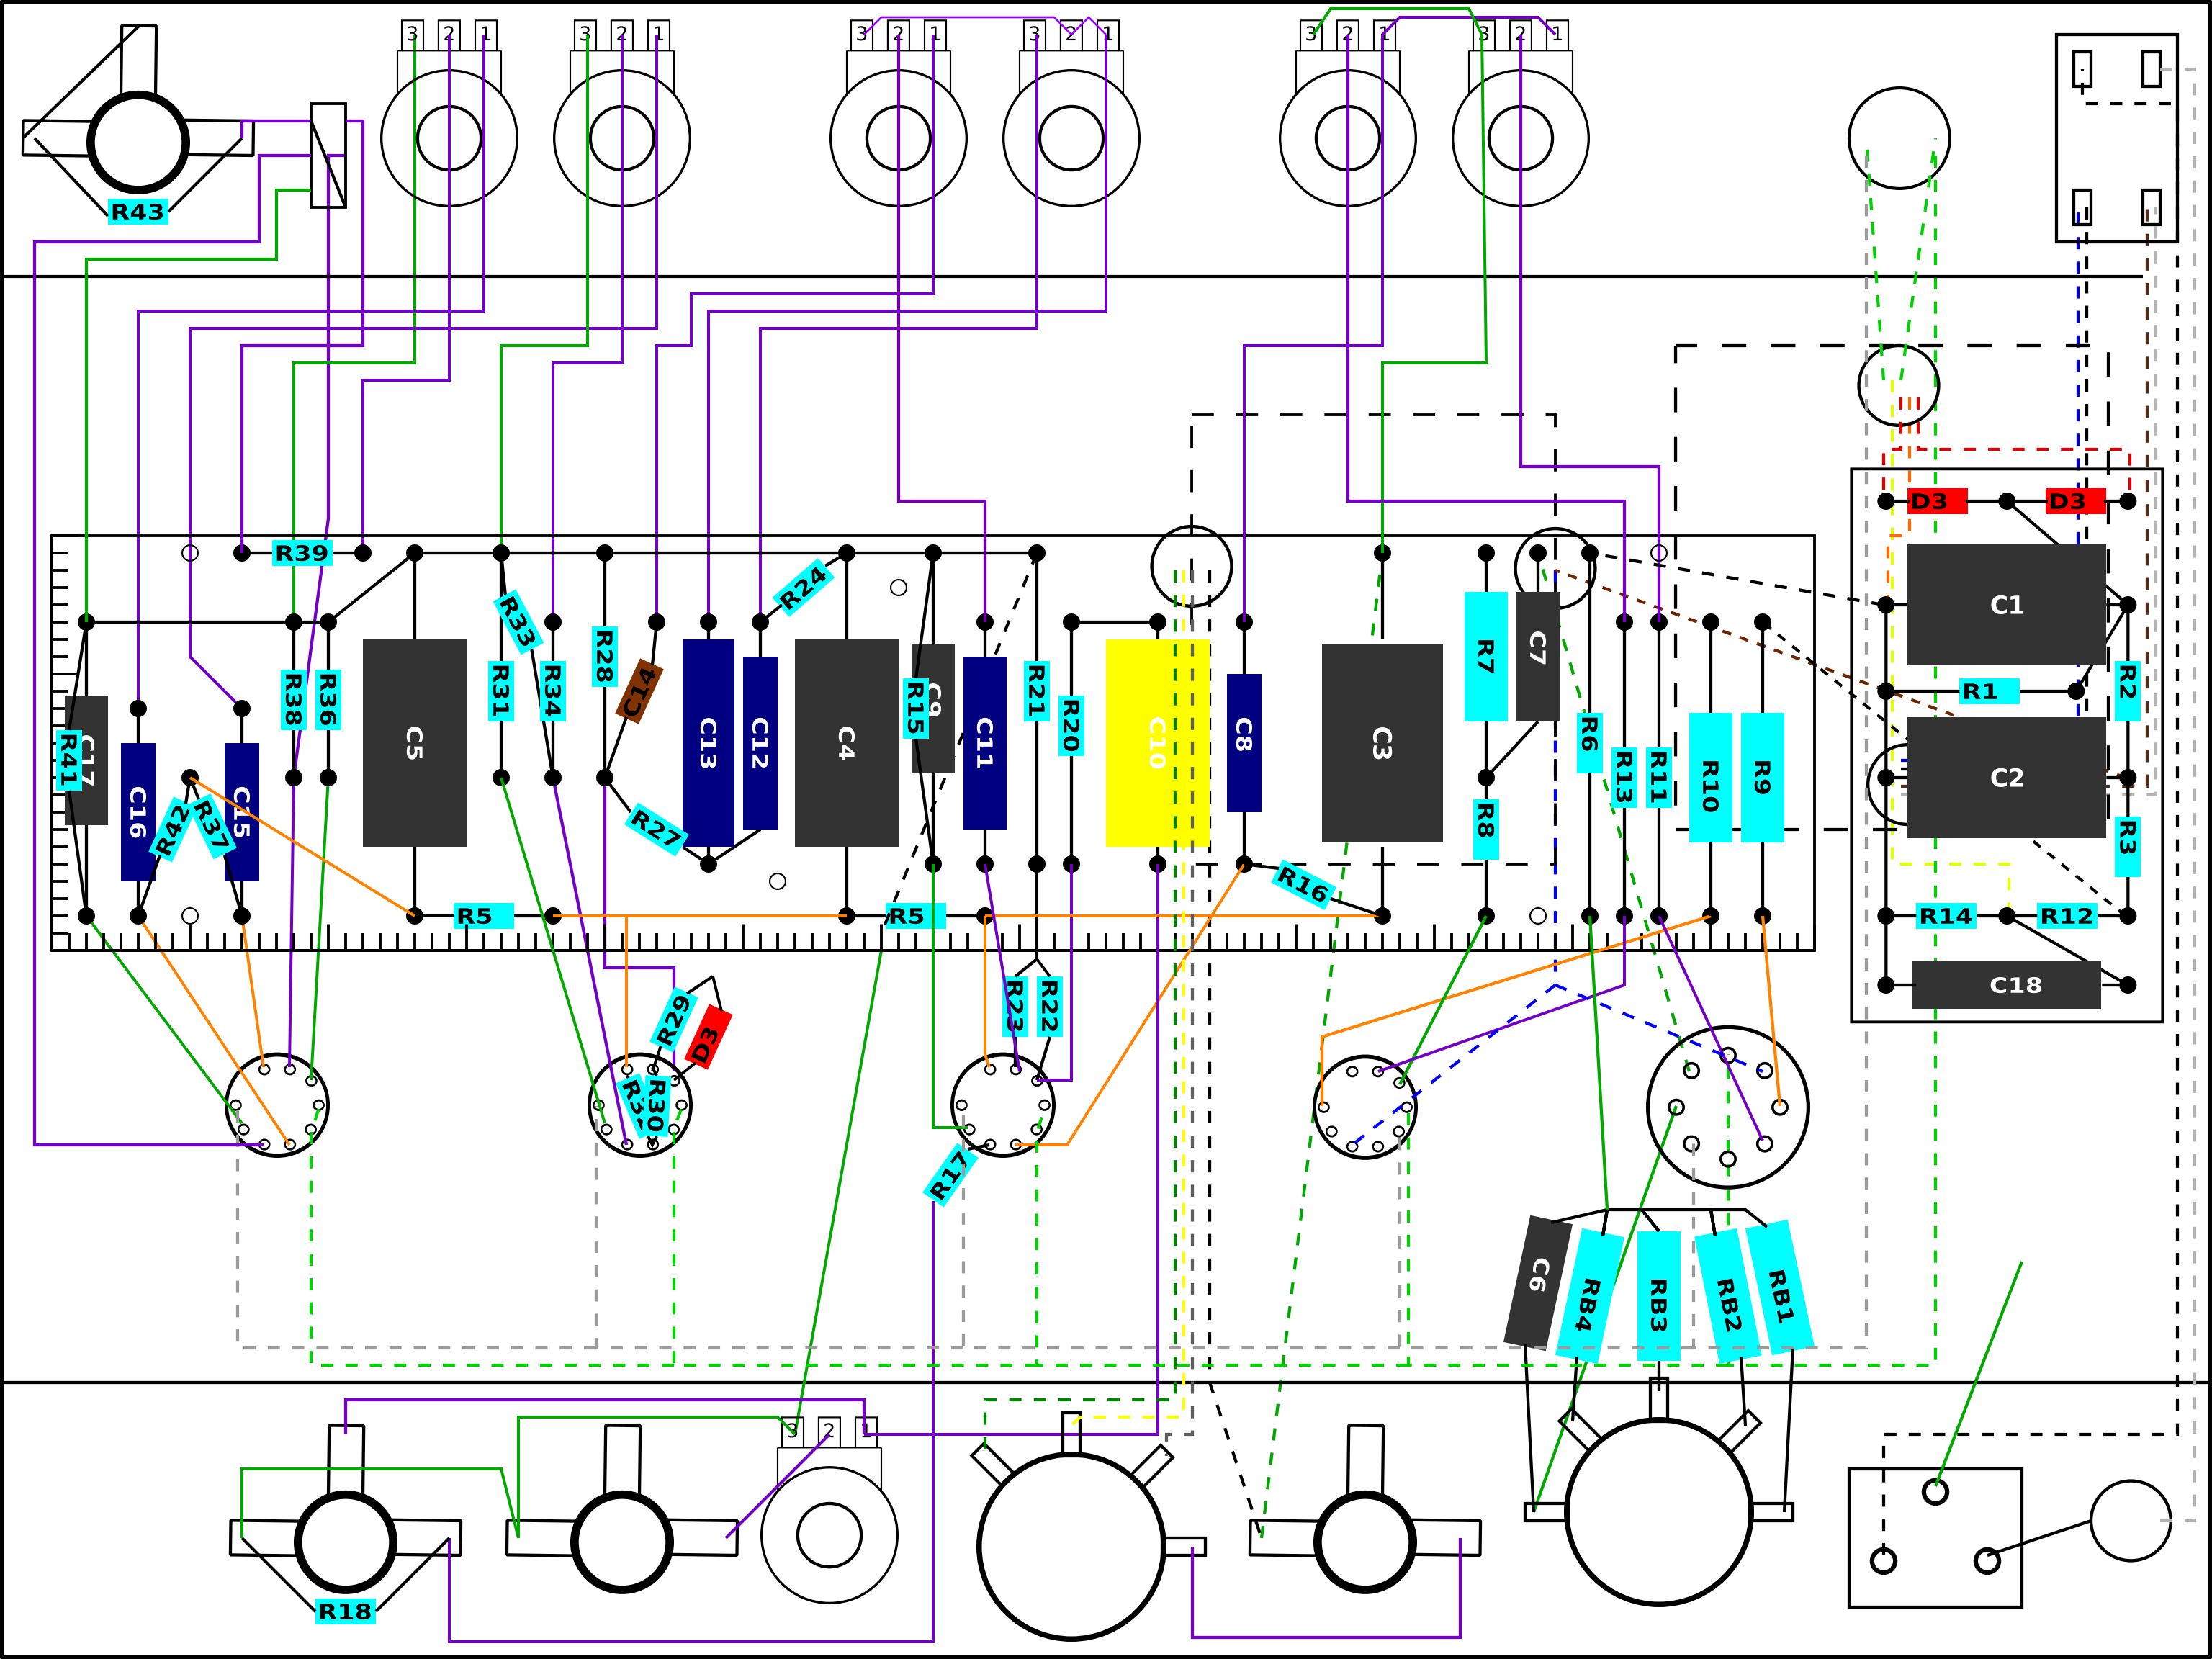 3 2 1 3 2 1 3 2 1 3 2 1 3 2 1 3 2 1
R43
D3 D3
R39
R24
C1
R33
R28
C14
R7
C7
R38
R36
R31
R34
R15
C9
R21
R1
R2
R41
C17
C5
C13
C12
C4
C11
R20
C10
C8
C3
R6
R13
R11
R10
R9
C2
C16
R42
R37
C15
R27
R8
R3
R16
R5
R5
R14
R12
C18
R29
D3
R23
R22
R30
R17
C6
RB4
RB3
RB2
RB1
3 2 1
R18